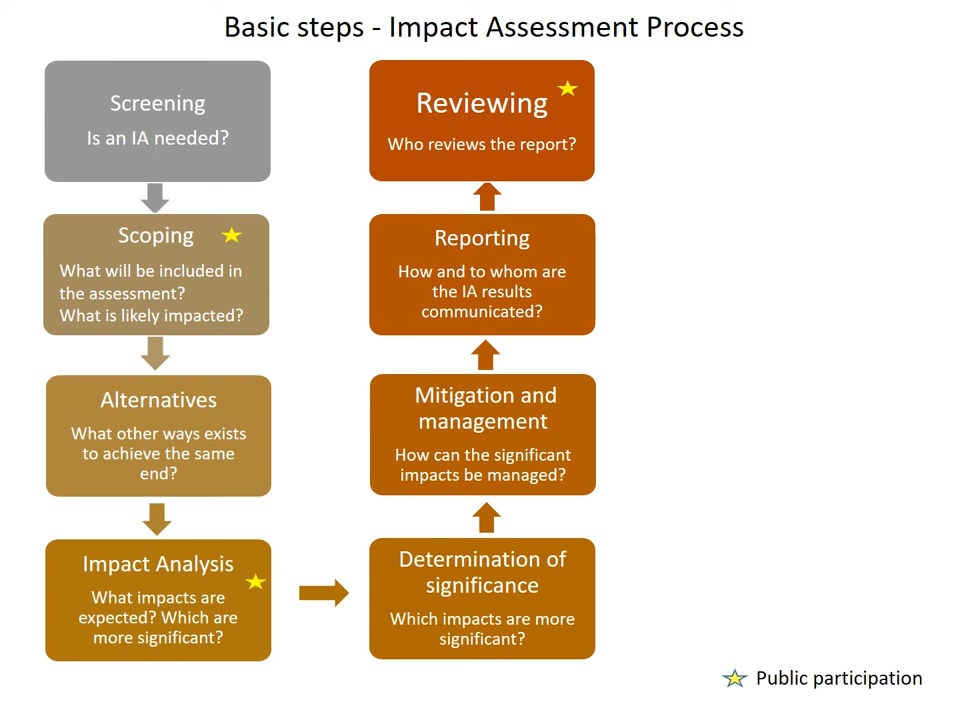 Basic steps - Impact Assessment Process
Screening
Is an IA needed?
Scoping
What will be included in
the assessment?
What is likely impacted?
Alternatives
What other ways exists
to achieve the same
end?
Impact Analysis
What impacts are
expected? Which are
more significant?
Determination of
significance
Which impacts are more
significant?
Mitigation and
management
How can the significant
impacts be managed?
Reporting
How and to whom are
the IA results
communicated?
Reviewing
Who reviews the report?
Public participation